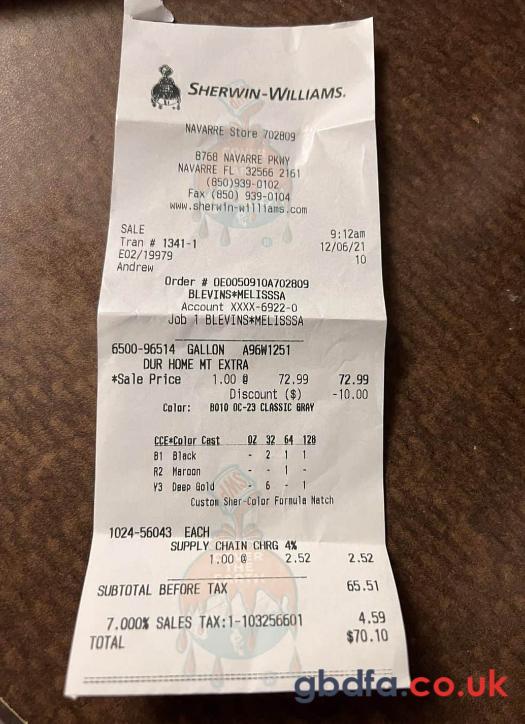 SHERWIN-WILLIAMS.
NAVARRE Store 702809
8768 NAVARRE PKWY
NAVARRE FL 32566 2161
(850)939-0102
Fax (850) 939-0104
www.sherwin-williams.com
SALE 9:12am
Tran # 1341-1 12/06/21
E02/19979 10
Andrew
Order # OE0050910A702809
BLEVINS*MELISSSA
Account XXXX-6922-0
Job 1 BLEVINS*MELISSSA
6500-96514 GALLON A96W1251
DUR HOME MT EXTRA
*Sale Price 1.00 @ 72.99 72.99
Discount ($) -10.00
Color: BO10 OC-23 CLASSIC GRAY
CCE*Color Cast OZ 32 64 128
B1 Black - 2 1 1
R2 Maroon - - 1 -
Y3 Deep Gold - 6 - 1
Custom Sher-Color Formula Match
1024-56043 EACH
SUPPLY CHAIN CHRG 4%
1.00 @ 2.52 2.52
SUBTOTAL BEFORE TAX 65.51
7.000% SALES TAX:1-103256601 4.59
TOTAL $70.10
gbdfa.co.uk